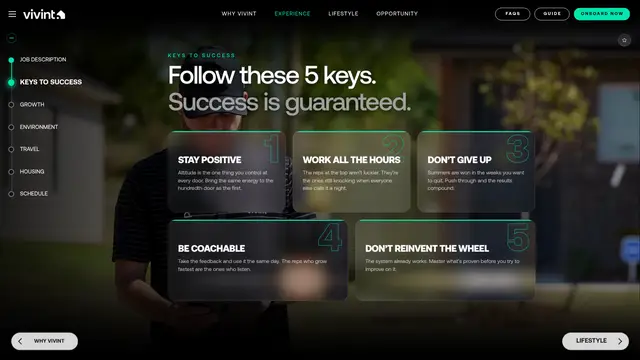 vivint
WHY VIVINT
EXPERIENCE
LIFESTYLE
OPPORTUNITY
FAQS
GUIDE
ONBOARD NOW
JOB DESCRIPTION
KEYS TO SUCCESS
GROWTH
ENVIRONMENT
TRAVEL
HOUSING
SCHEDULE
KEYS TO SUCCESS
Follow these 5 keys.
Success is guaranteed.
1
STAY POSITIVE
Attitude is the one thing you control at
every door. Bring the same energy to the
hundredth door as the first.
2
WORK ALL THE HOURS
The reps at the top aren't luckier. They're
the ones still knocking when everyone
else calls it a night.
3
DON'T GIVE UP
Summers are won in the weeks you want
to quit. Push through and the results
compound.
4
BE COACHABLE
Take the feedback and use it the same day. The reps who grow
fastest are the ones who listen.
5
DON'T REINVENT THE WHEEL
The system already works. Master what's proven before you try to
improve on it.
WHY VIVINT
LIFESTYLE